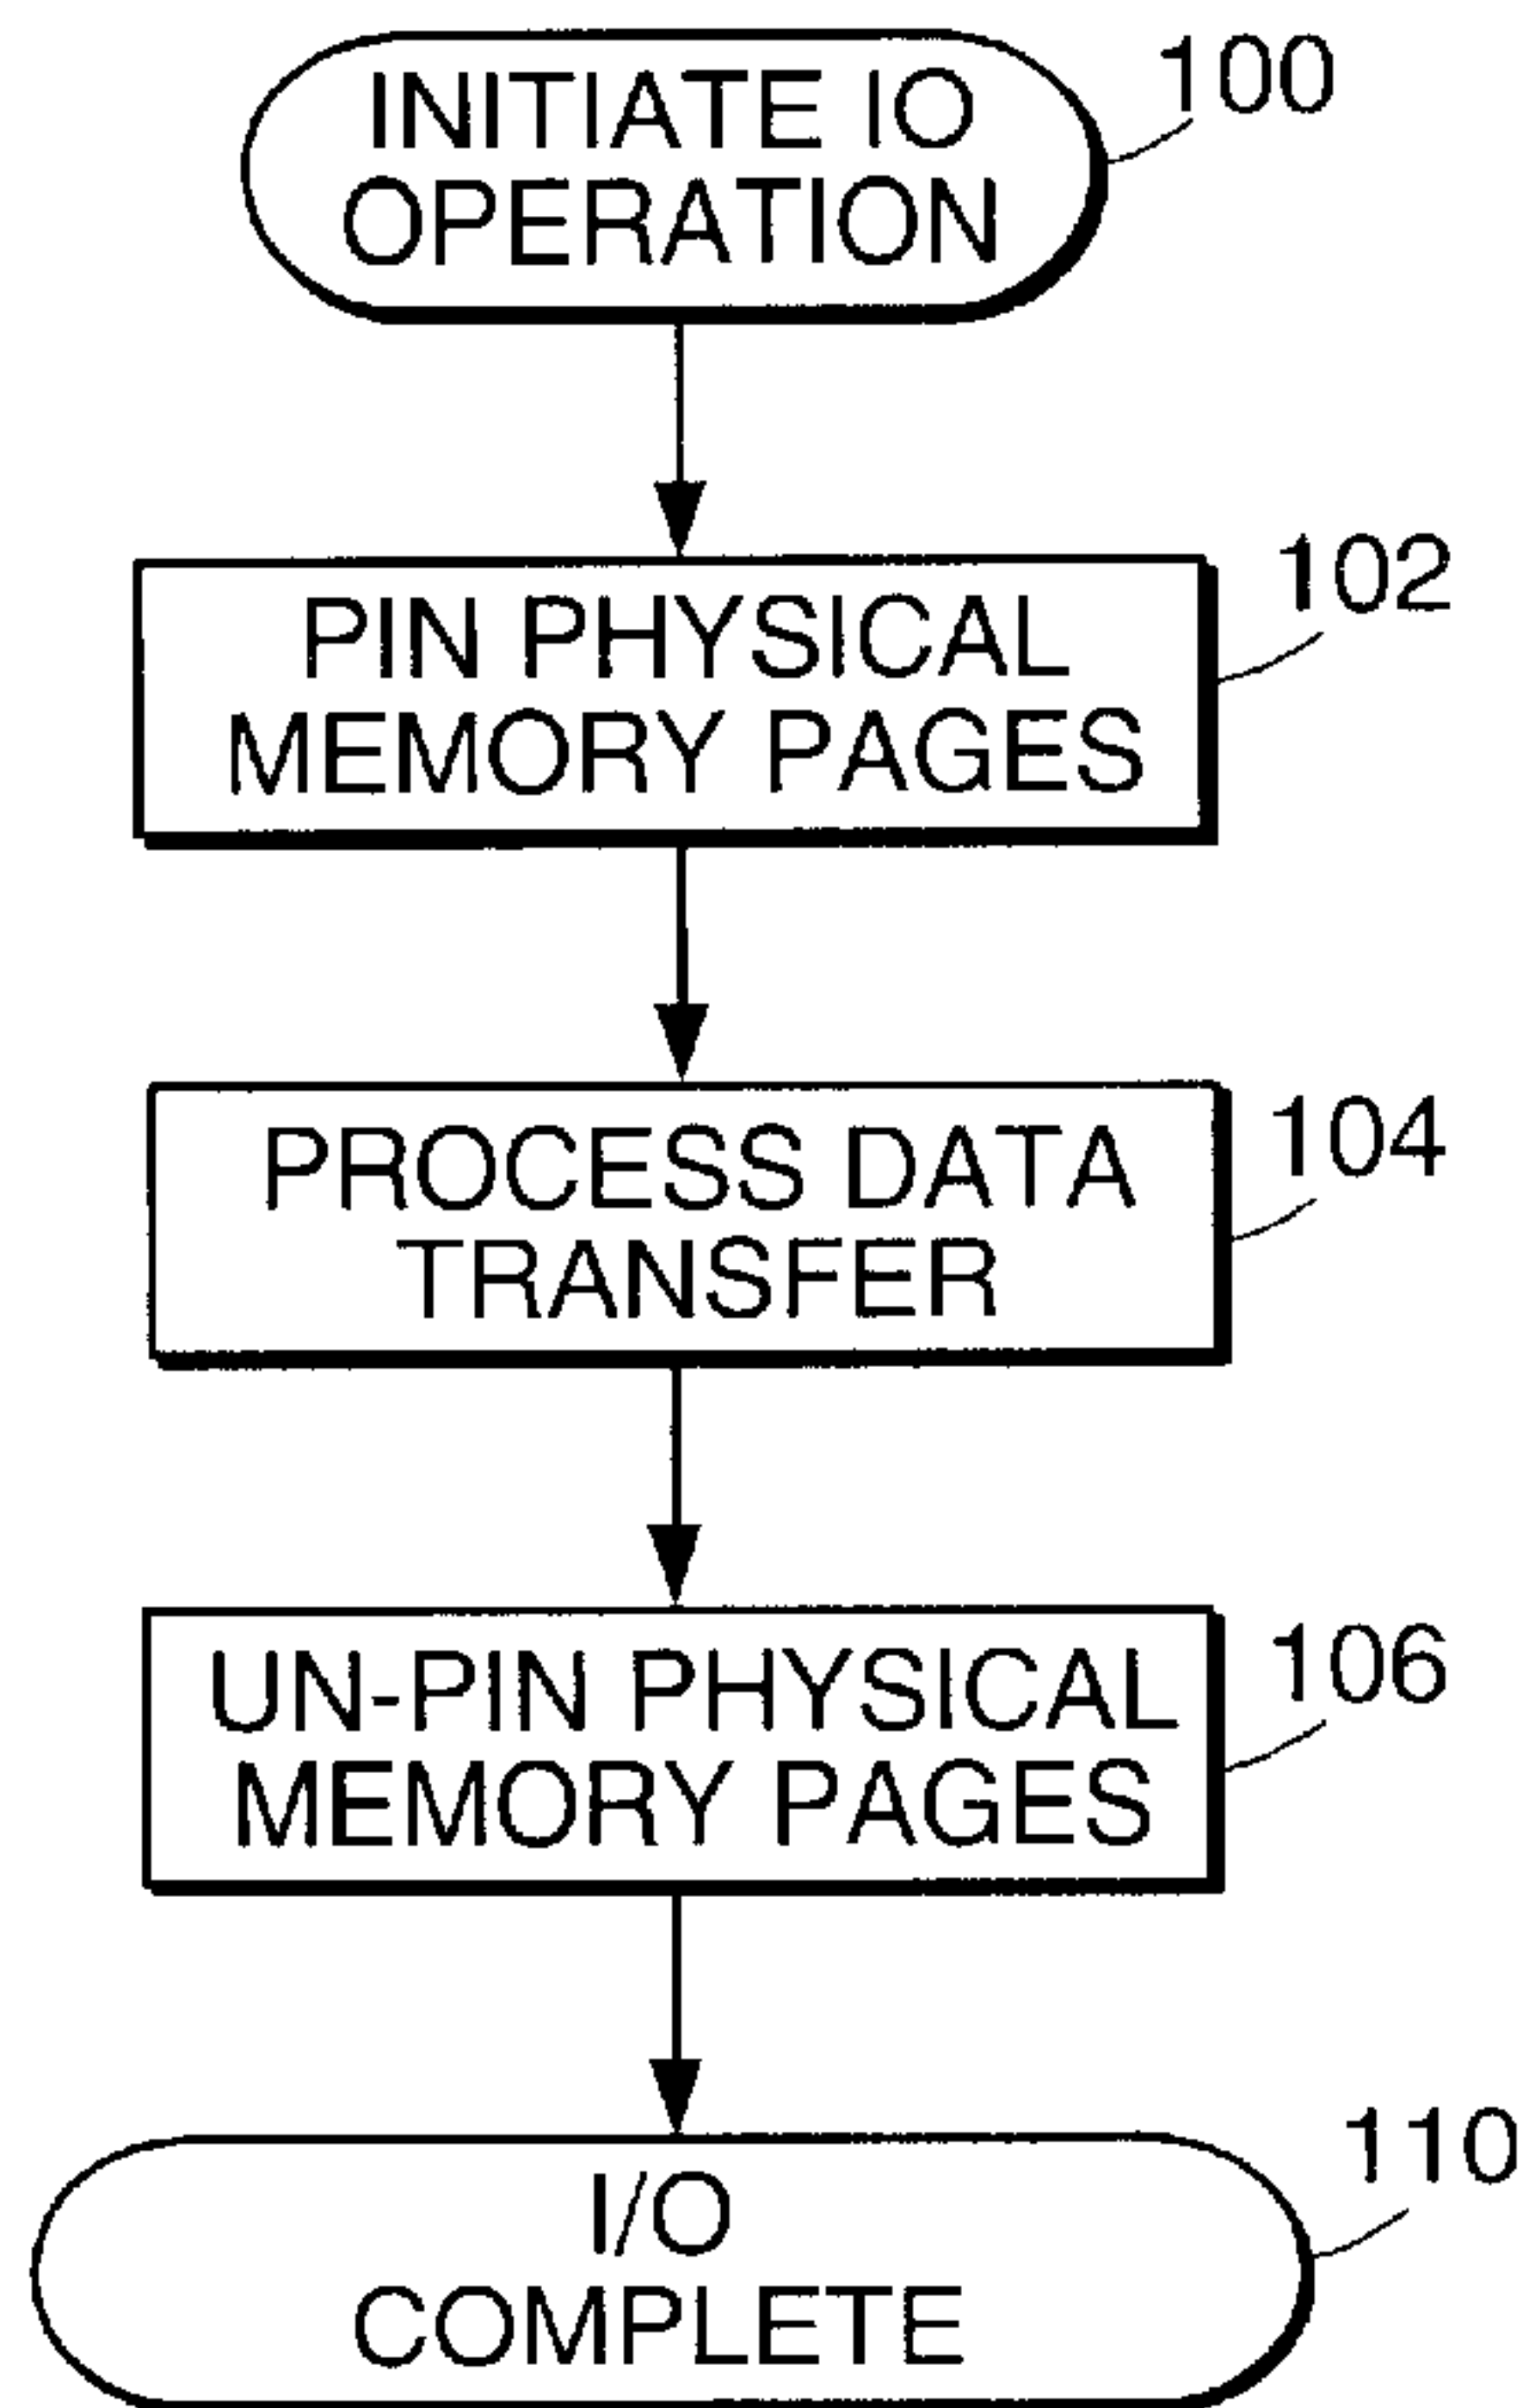 100
INITIATE IO
OPERATION
102
PIN PHYSICAL
MEMORY PAGES
104
PROCESS DATA
TRANSFER
106
UN-PIN PHYSICAL
MEMORY PAGES
110
I/O
COMPLETE